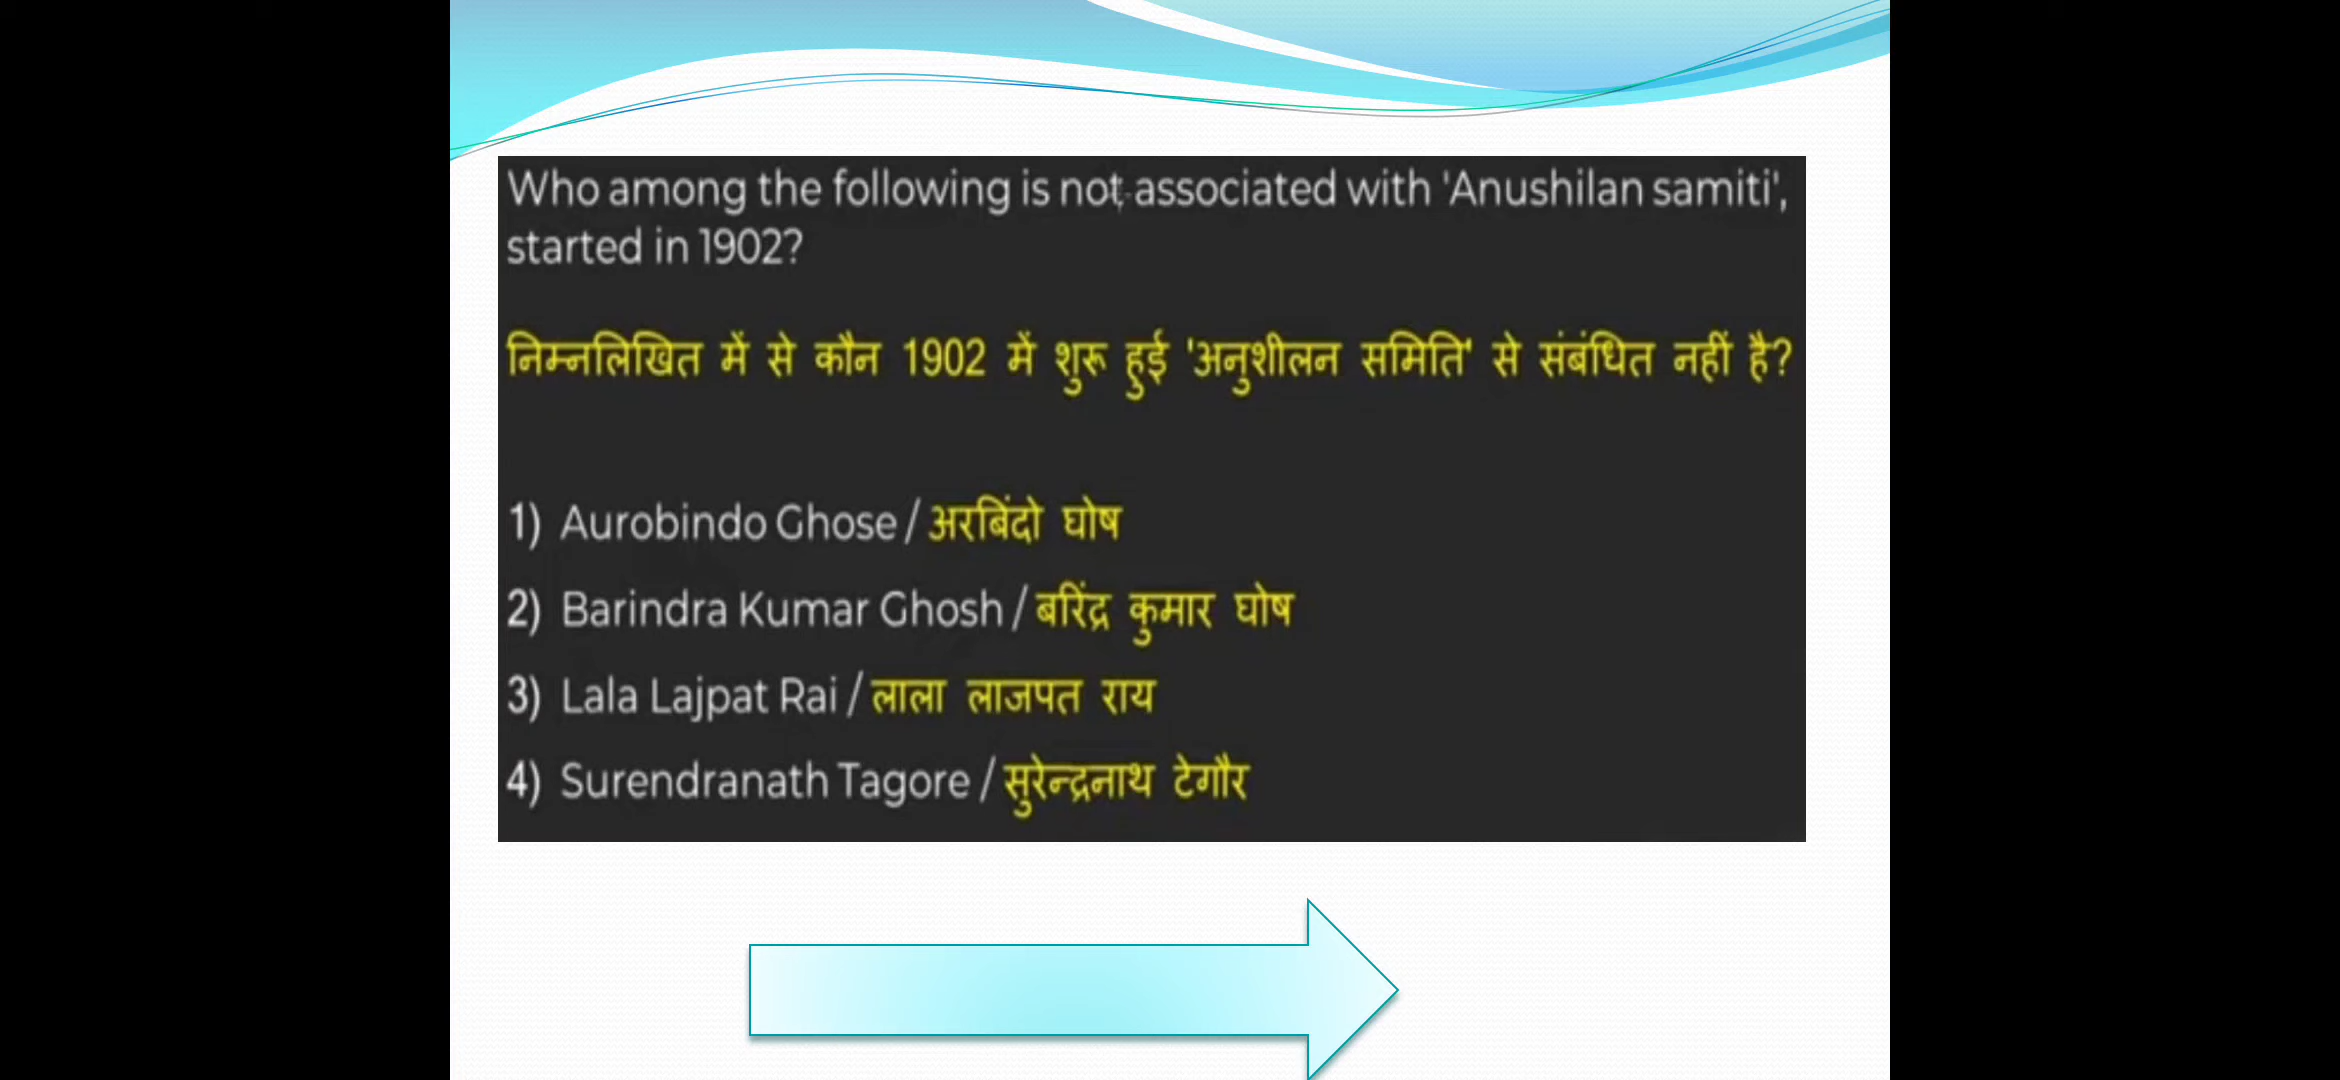 Who among the following is not associated with 'Anushilan samiti',
started in 1902?
निम्नलिखित में से कौन 1902 में शुरू हुई 'अनुशीलन समिति' से संबंधित नहीं है?
1) Aurobindo Ghose / अरबिंदो घोष
2) Barindra Kumar Ghosh / बरिंद्र कुमार घोष
3) Lala Lajpat Rai / लाला लाजपत राय
4) Surendranath Tagore / सुरेन्द्रनाथ टेगौर